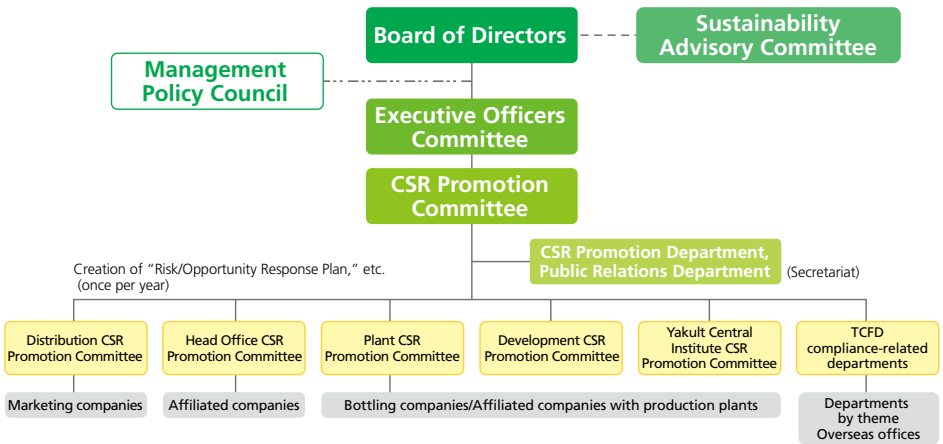 Board of Directors
Sustainability
Advisory Committee
Management
Policy Council
Executive Officers
Committee
CSR Promotion
Committee
CSR Promotion Department,
Public Relations Department
(Secretariat)
Creation of “Risk/Opportunity Response Plan,” etc.
(once per year)
Distribution CSR
Promotion Committee
Head Office CSR
Promotion Committee
Plant CSR
Promotion Committee
Development CSR
Promotion Committee
Yakult Central
Institute CSR
Promotion Committee
TCFD
compliance-related
departments
Marketing companies
Affiliated companies
Bottling companies/Affiliated companies with production plants
Departments
by theme
Overseas offices